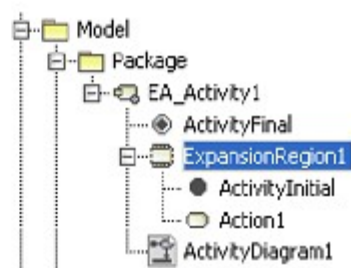 Model
Package
EA_Activity1
ActivityFinal
ExpansionRegion1
ActivityInitial
Action1
ActivityDiagram1